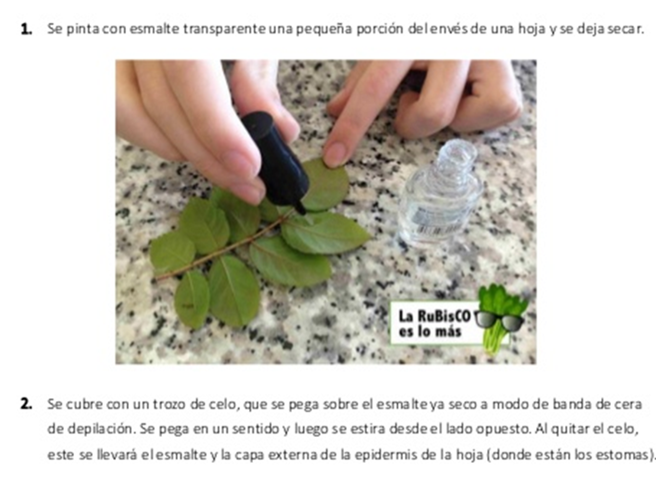 1. Se pinta con esmalte transparente una pequeña porción del envés de una hoja y se deja secar.
La RuBisCO
es lo más
2. Se cubre con un trozo de celo, que se pega sobre el esmalte ya seco a modo de banda de cera
de depilación. Se pega en un sentido y luego se estira desde el lado opuesto. Al quitar el celo,
este se llevará el esmalte y la capa externa de la epidermis de la hoja (donde están los estomas).